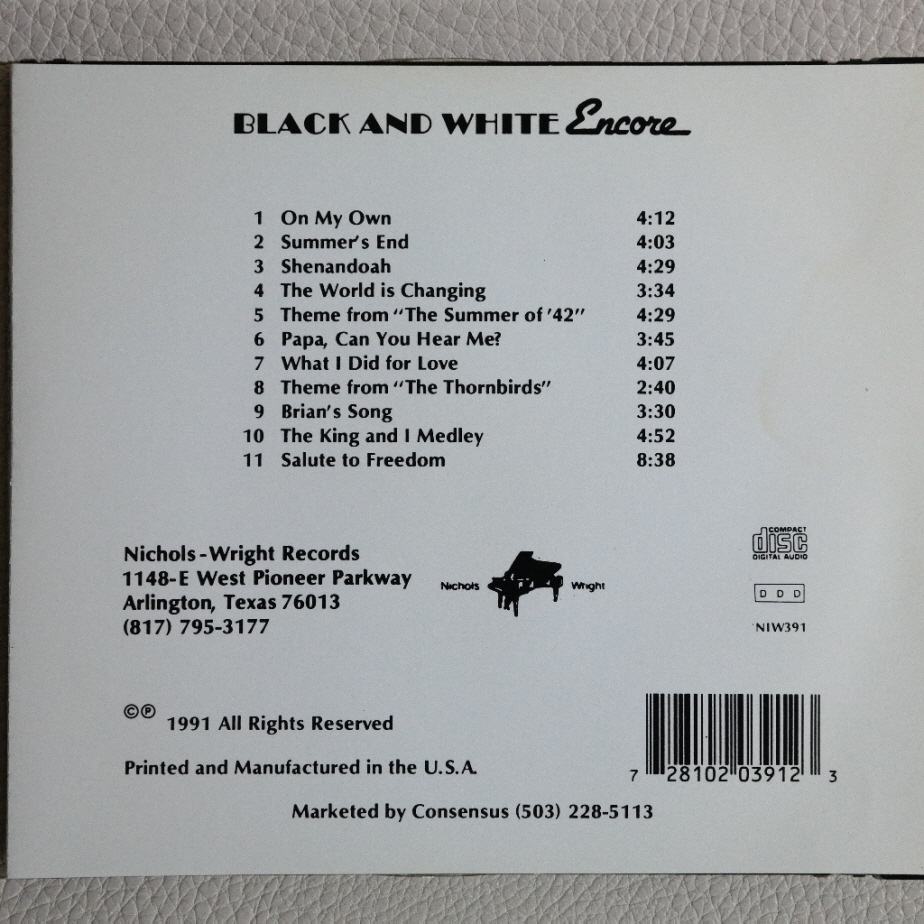 BLACK AND WHITE Encore
1 On My Own 4:12
2 Summer's End 4:03
3 Shenandoah 4:29
4 The World is Changing 3:34
5 Theme from "The Summer of '42" 4:29
6 Papa, Can You Hear Me? 3:45
7 What I Did for Love 4:07
8 Theme from "The Thornbirds" 2:40
9 Brian's Song 3:30
10 The King and I Medley 4:52
11 Salute to Freedom 8:38
Nichols-Wright Records
1148-E West Pioneer Parkway
Arlington, Texas 76013
(817) 795-3177
Nichols Wright
COMPACT
disc
DIGITAL AUDIO
D D D
NIW391
©℗ 1991 All Rights Reserved
Printed and Manufactured in the U.S.A.
7 28102 03912 3
Marketed by Consensus (503) 228-5113